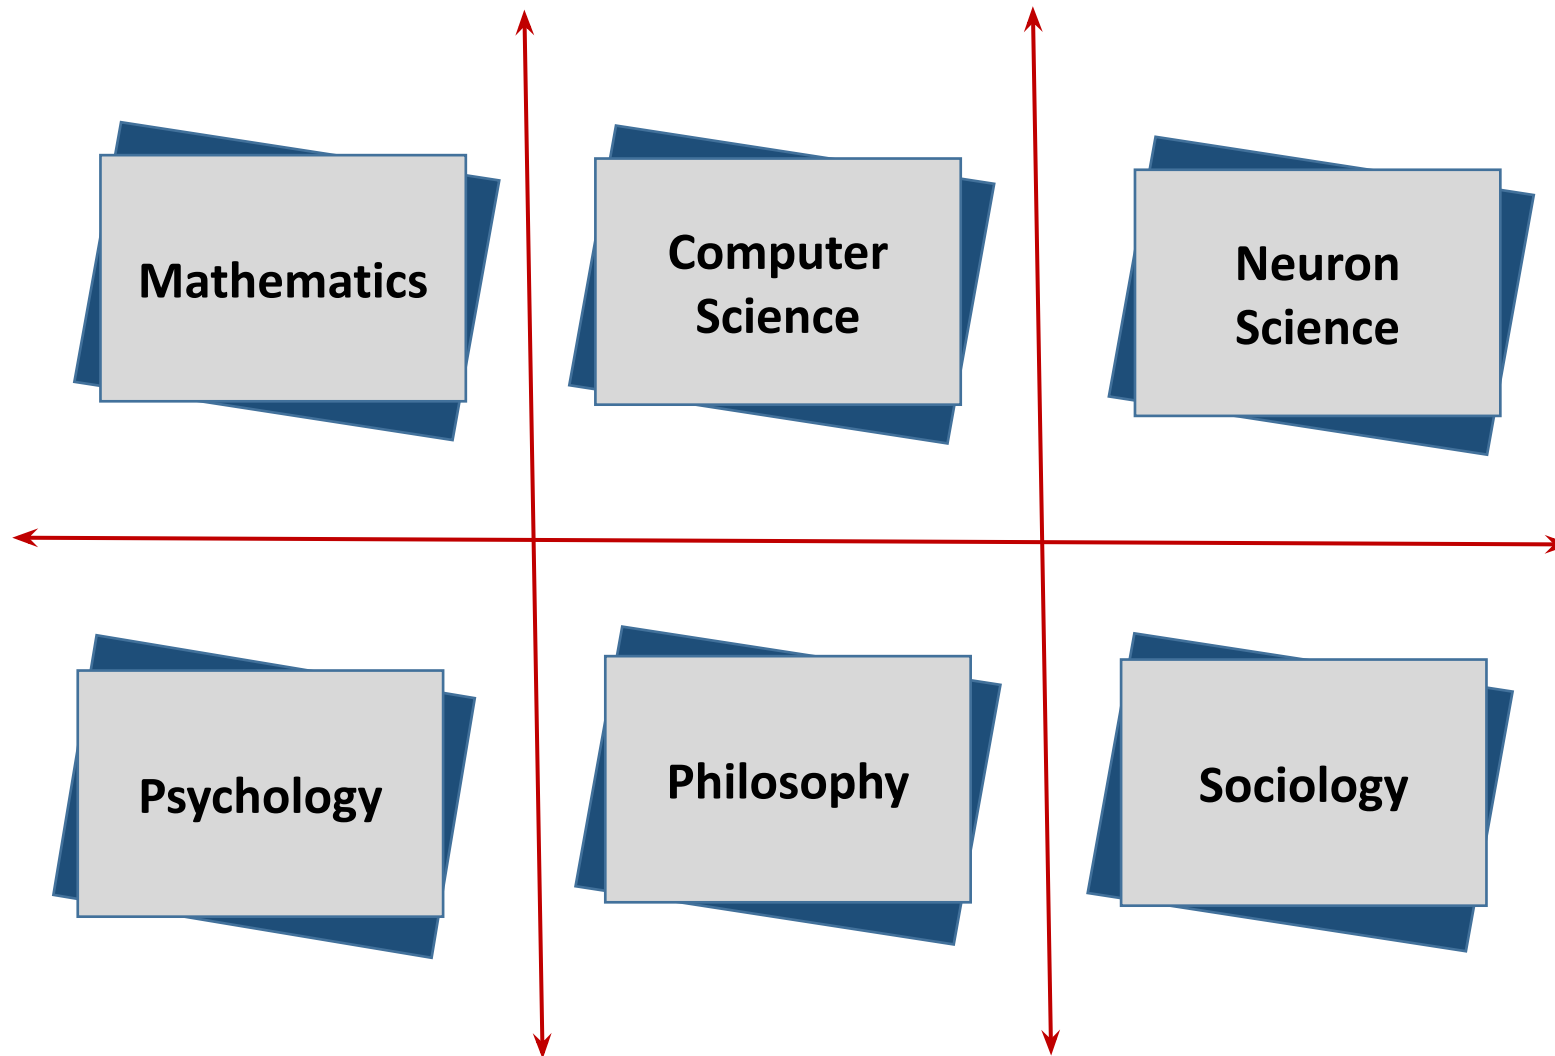 Mathematics
Computer
Science
Neuron
Science
Psychology
Philosophy
Sociology